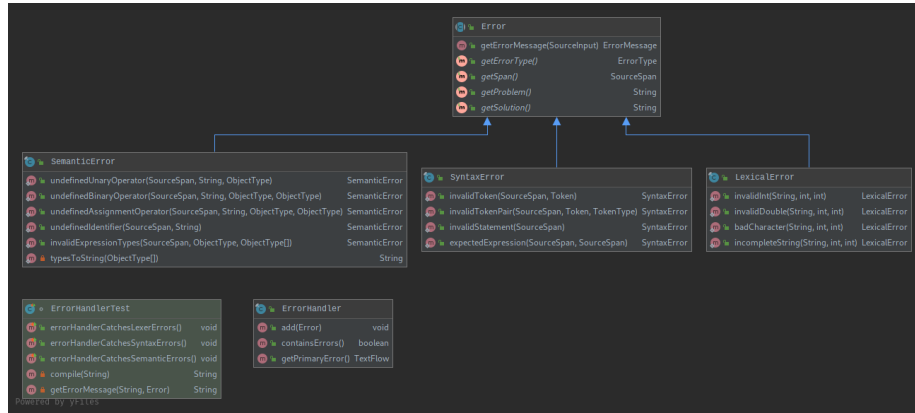 Error
getErrorMessage(SourceInput) ErrorMessage
getErrorType() ErrorType
getSpan() SourceSpan
getProblem() String
getSolution() String
SemanticError
undefinedUnaryOperator(SourceSpan, String, ObjectType) SemanticError
undefinedBinaryOperator(SourceSpan, String, ObjectType, ObjectType) SemanticError
undefinedAssignmentOperator(SourceSpan, String, ObjectType, ObjectType) SemanticError
undefinedIdentifier(SourceSpan, String) SemanticError
invalidExpressionTypes(SourceSpan, ObjectType, ObjectType[]) SemanticError
typesToString(ObjectType[]) String
SyntaxError
invalidToken(SourceSpan, Token) SyntaxError
invalidTokenPair(SourceSpan, Token, TokenType) SyntaxError
invalidStatement(SourceSpan) SyntaxError
expectedExpression(SourceSpan, SourceSpan) SyntaxError
LexicalError
invalidInt(String, int, int) LexicalError
invalidDouble(String, int, int) LexicalError
badCharacter(String, int, int) LexicalError
incompleteString(String, int, int) LexicalError
ErrorHandlerTest
errorHandlerCatchesLexerErrors() void
errorHandlerCatchesSyntaxErrors() void
errorHandlerCatchesSemanticErrors() void
compile(String) String
getErrorMessage(String, Error) String
ErrorHandler
add(Error) void
containsErrors() boolean
getPrimaryError() TextFlow
Powered by yFiles